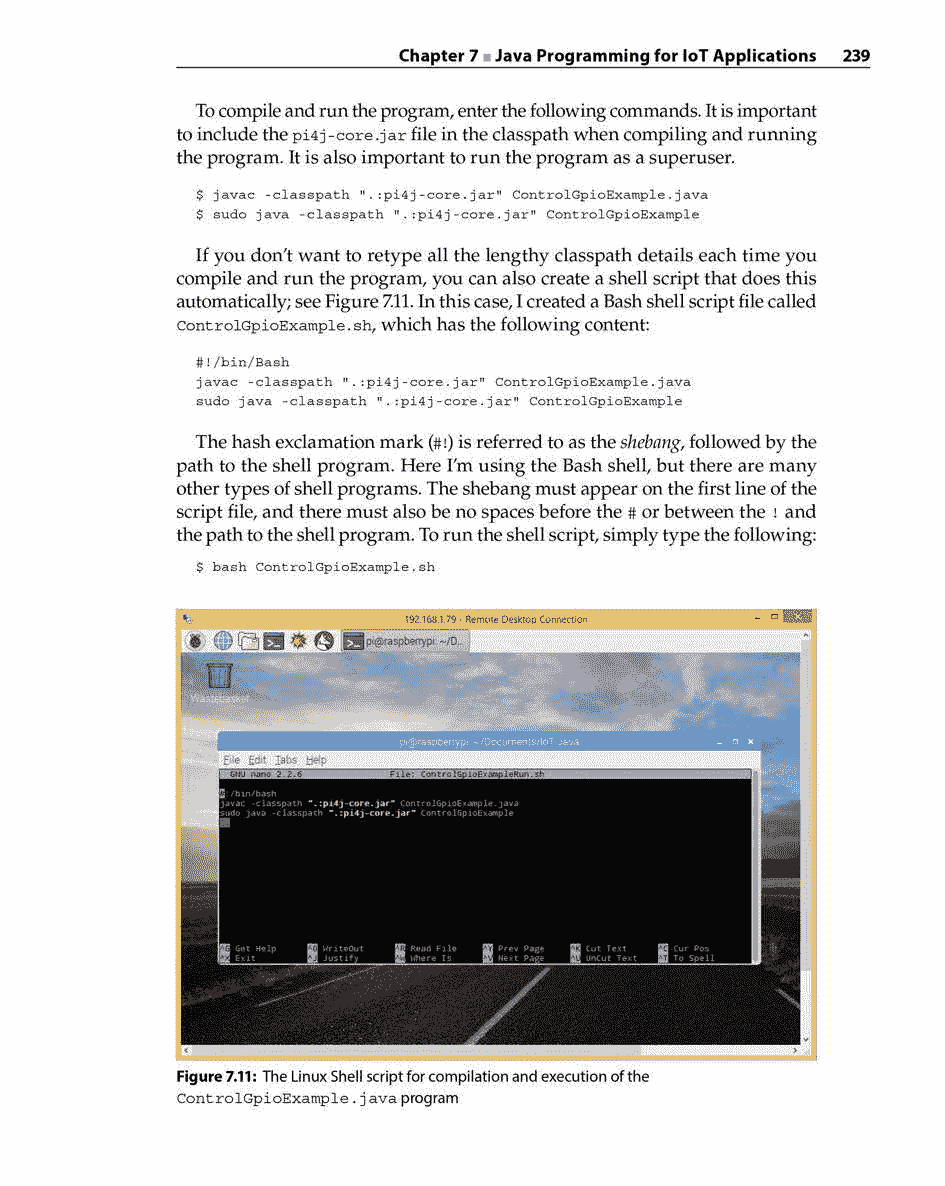 Chapter 7 ■ Java Programming for IoT Applications 239
To compile and run the program, enter the following commands. It is important
to include the pi4j-core.jar file in the classpath when compiling and running
the program. It is also important to run the program as a superuser.
$ javac -classpath ".:pi4j-core.jar" ControlGpioExample.java
$ sudo java -classpath ".:pi4j-core.jar" ControlGpioExample
If you don't want to retype all the lengthy classpath details each time you
compile and run the program, you can also create a shell script that does this
automatically; see Figure 7.11. In this case, I created a Bash shell script file called
ControlGpioExample.sh, which has the following content:
#!/bin/Bash
javac -classpath ".:pi4j-core.jar" ControlGpioExample.java
sudo java -classpath ".:pi4j-core.jar" ControlGpioExample
The hash exclamation mark (#!) is referred to as the shebang, followed by the
path to the shell program. Here I'm using the Bash shell, but there are many
other types of shell programs. The shebang must appear on the first line of the
script file, and there must also be no spaces before the # or between the ! and
the path to the shell program. To run the shell script, simply type the following:
$ bash ControlGpioExample.sh
192.168.1.79 - Remote Desktop Connection
pi@raspberrypi: ~/D...
Wastebasket
pi@raspberrypi: ~/Documents/IoT Java
File Edit Tabs Help
GNU nano 2.2.6 File: ControlGpioExampleRun.sh
#!/bin/bash
javac -classpath ".:pi4j-core.jar" ControlGpioExample.java
sudo java -classpath ".:pi4j-core.jar" ControlGpioExample
^G Get Help ^O WriteOut ^R Read File ^Y Prev Page ^K Cut Text ^C Cur Pos
^X Exit ^J Justify ^W Where Is ^V Next Page ^U UnCut Text ^T To Spell
Figure 7.11: The Linux Shell script for compilation and execution of the
ControlGpioExample.java program